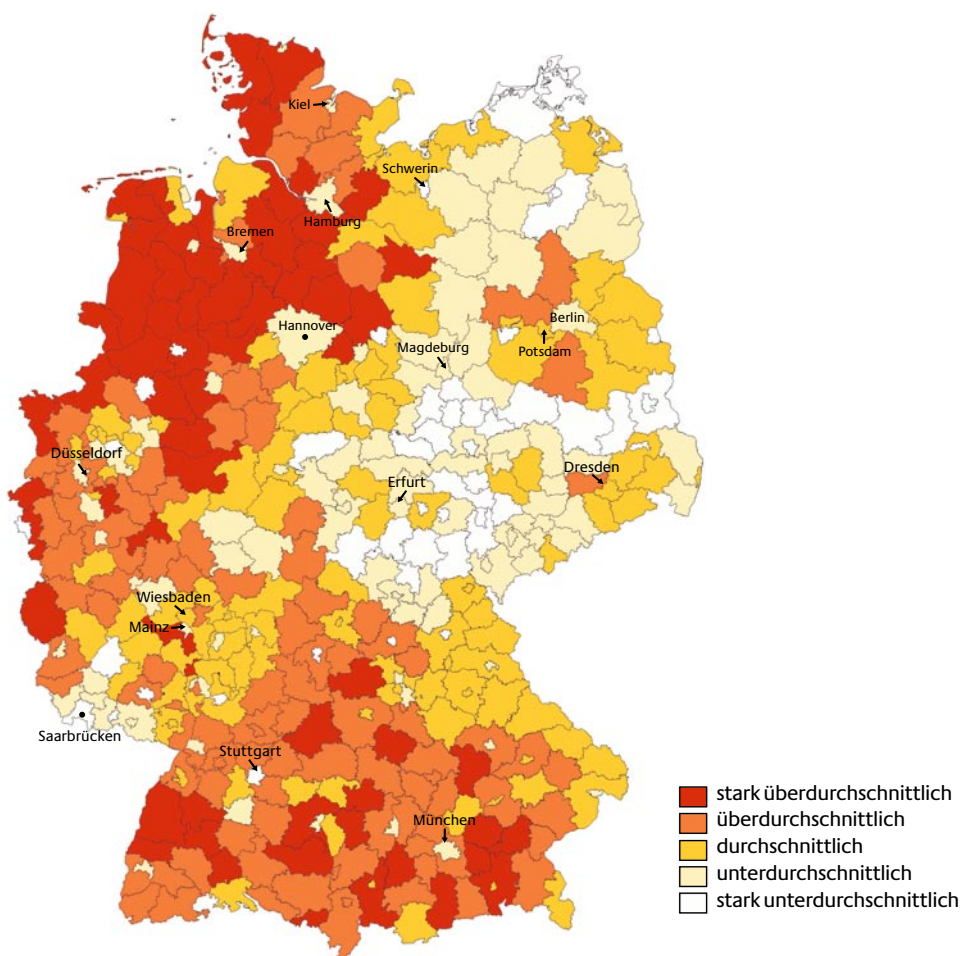 Kiel
Schwerin
Hamburg
Bremen
Hannover
Berlin
Magdeburg
Potsdam
Düsseldorf
Dresden
Erfurt
Wiesbaden
Mainz
Saarbrücken
Stuttgart
München
stark überdurchschnittlich
überdurchschnittlich
durchschnittlich
unterdurchschnittlich
stark unterdurchschnittlich